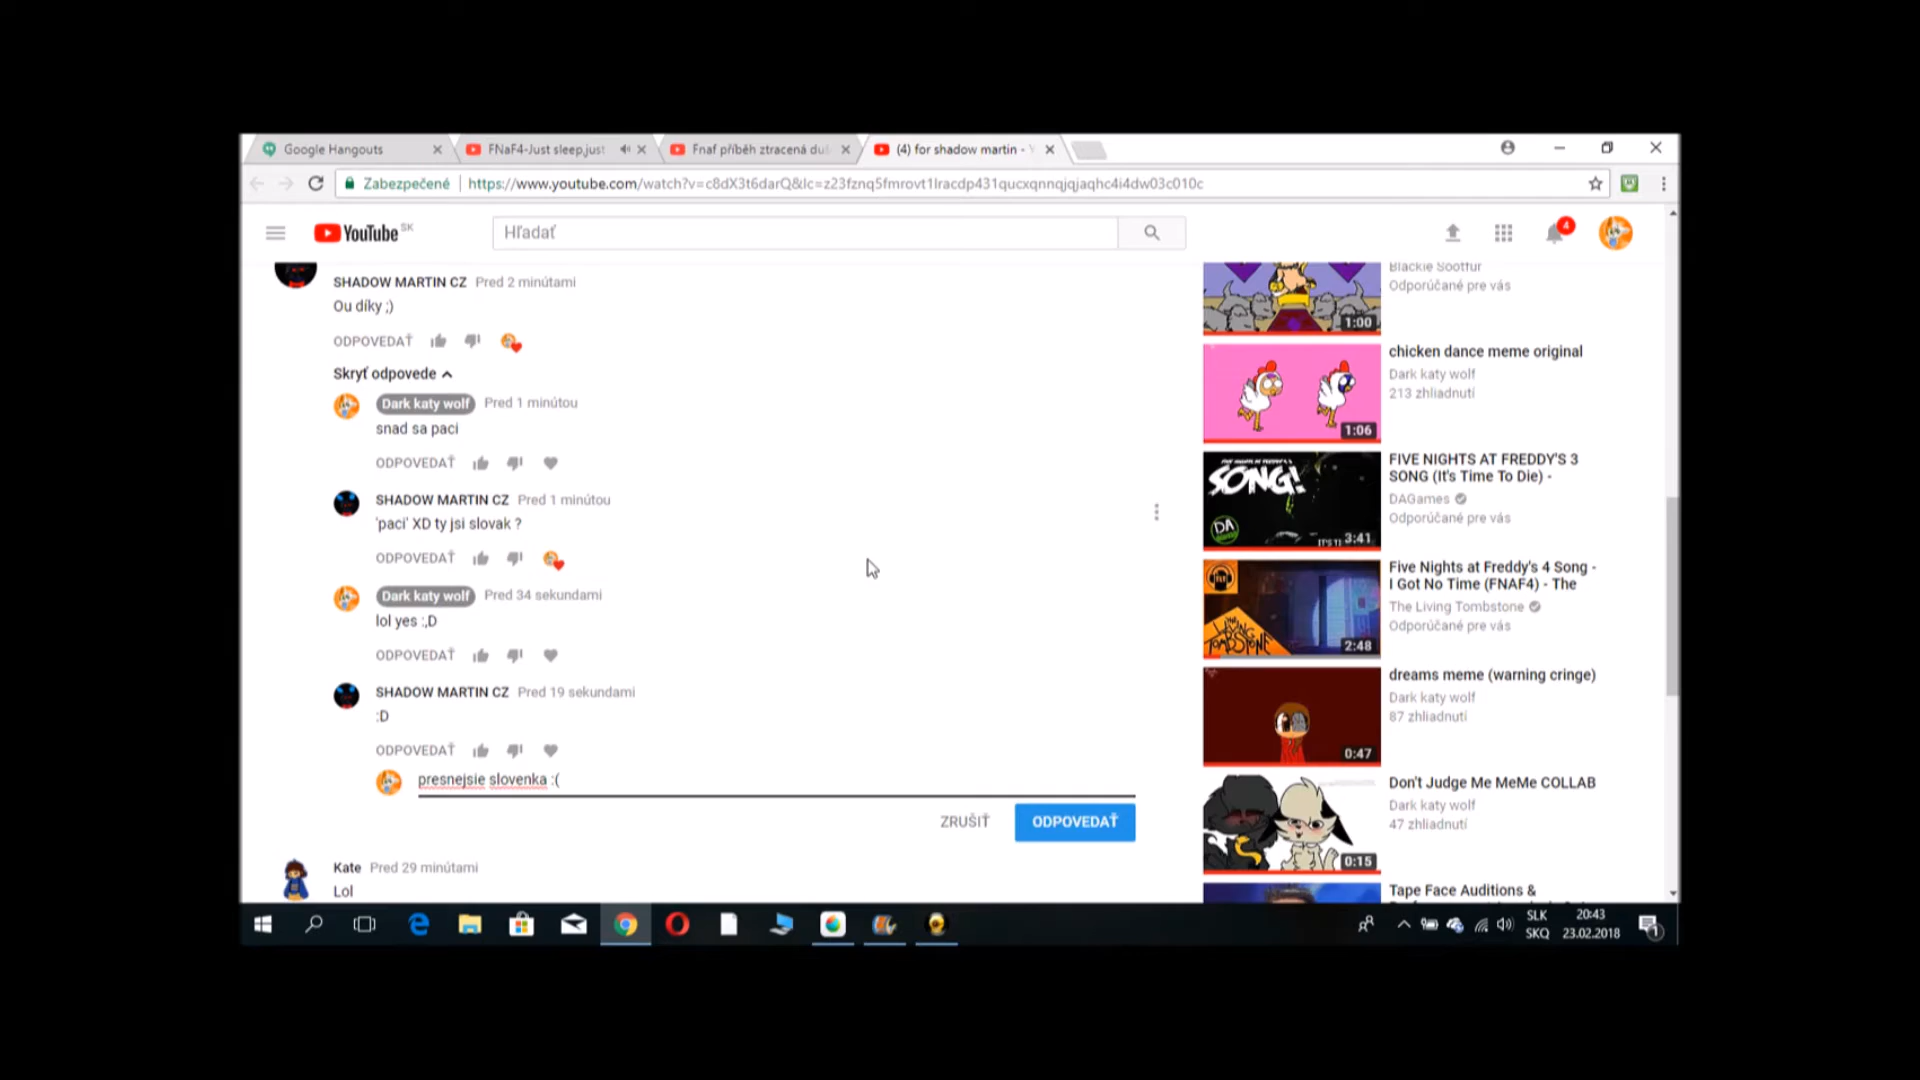 Google Hangouts
FNaF4-Just sleep,just
Fnaf příběh ztracená duš
(4) for shadow martin -
Zabezpečené
https://www.youtube.com/watch?v=c8dX3t6darQ&lc=z23fznq5fmrovt1lracdp431qucxqnnqjqjaqhc4i4dw03c010c
YouTube SK
Hľadať
4
SHADOW MARTIN CZ Pred 2 minútami
Ou díky ;)
ODPOVEDAŤ
Skryť odpovede
Dark katy wolf Pred 1 minútou
snad sa paci
ODPOVEDAŤ
SHADOW MARTIN CZ Pred 1 minútou
'paci' XD ty jsi slovak ?
ODPOVEDAŤ
Dark katy wolf Pred 34 sekundami
lol yes :,D
ODPOVEDAŤ
SHADOW MARTIN CZ Pred 19 sekundami
:D
ODPOVEDAŤ
presnejsie slovenka :(
ZRUŠIŤ
ODPOVEDAŤ
Kate Pred 29 minútami
Lol
Blackie Sootfur
Odporúčané pre vás
1:00
chicken dance meme original
Dark katy wolf
213 zhliadnutí
1:06
FIVE NIGHTS AT FREDDY'S 3
SONG (It's Time To Die) -
DAGames
Odporúčané pre vás
SONG!
DA
3:41
Five Nights at Freddy's 4 Song -
I Got No Time (FNAF4) - The
The Living Tombstone
Odporúčané pre vás
TOMBSTONE
2:48
dreams meme (warning cringe)
Dark katy wolf
87 zhliadnutí
0:47
Don't Judge Me MeMe COLLAB
Dark katy wolf
47 zhliadnutí
0:15
Tape Face Auditions &
SLK
SKQ
20:43
23.02.2018
1